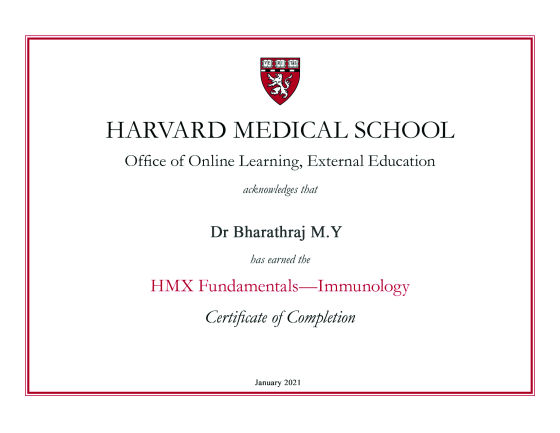 HARVARD MEDICAL SCHOOL
Office of Online Learning, External Education
acknowledges that
Dr Bharathraj M.Y
has earned the
HMX Fundamentals—Immunology
Certificate of Completion
January 2021